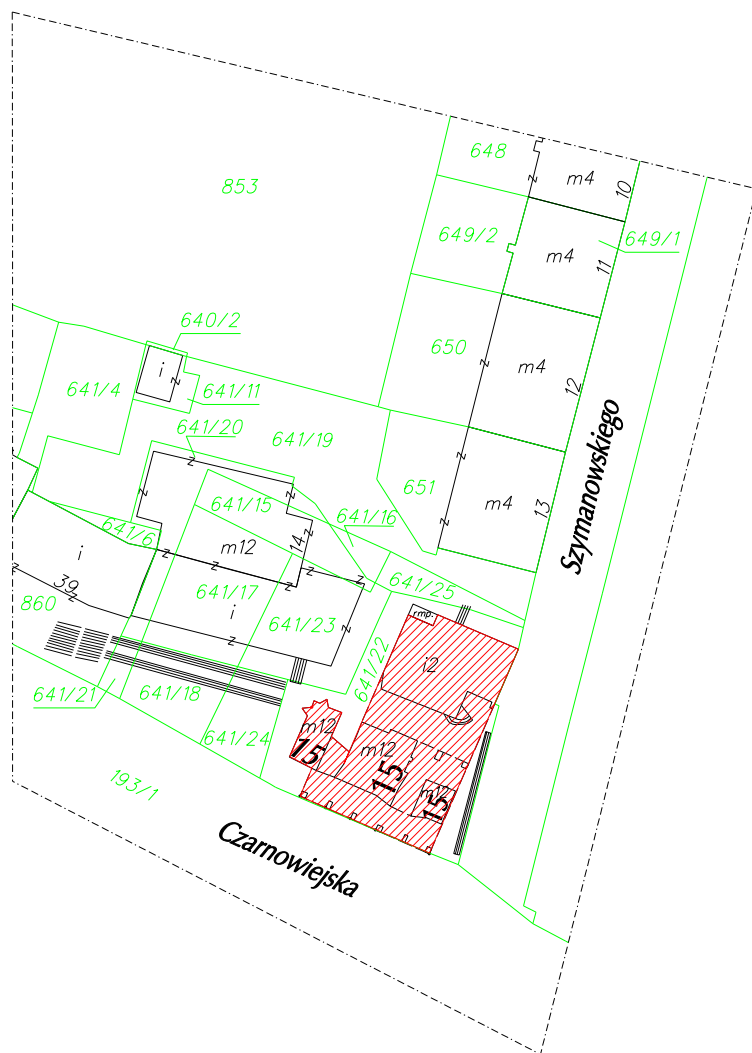 648
m4
10
853
649/2
649/1
m4
11
640/2
650
m4
12
i
641/4
641/11
641/20
641/19
651
m4
13
Szymanowskiego
641/15
641/16
641/6
m12
14
i
39
641/17
641/25
860
i
641/23
rmp.
641/22
i2
641/21
641/18
641/24
m12
15
m12
15
m12
15
193/1
Czarnowiejska